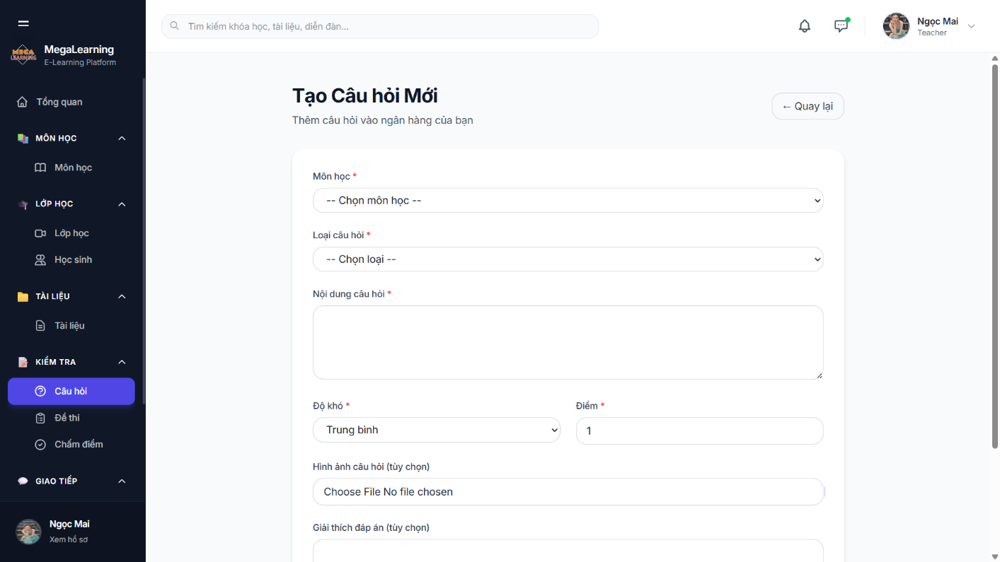 Tìm kiếm khóa học, tài liệu, diễn đàn...
Ngọc Mai
Teacher
MEGA
LEARNING
MegaLearning
E-Learning Platform
Tổng quan
MÔN HỌC
Môn học
LỚP HỌC
Lớp học
Học sinh
TÀI LIỆU
Tài liệu
KIỂM TRA
Câu hỏi
Đề thi
Chấm điểm
GIAO TIẾP
Ngọc Mai
Xem hồ sơ
Tạo Câu hỏi Mới
Thêm câu hỏi vào ngân hàng của bạn
← Quay lại
Môn học *
-- Chọn môn học --
Loại câu hỏi *
-- Chọn loại --
Nội dung câu hỏi *
Độ khó *
Điểm *
Trung bình
1
Hình ảnh câu hỏi (tùy chọn)
Choose File No file chosen
Giải thích đáp án (tùy chọn)